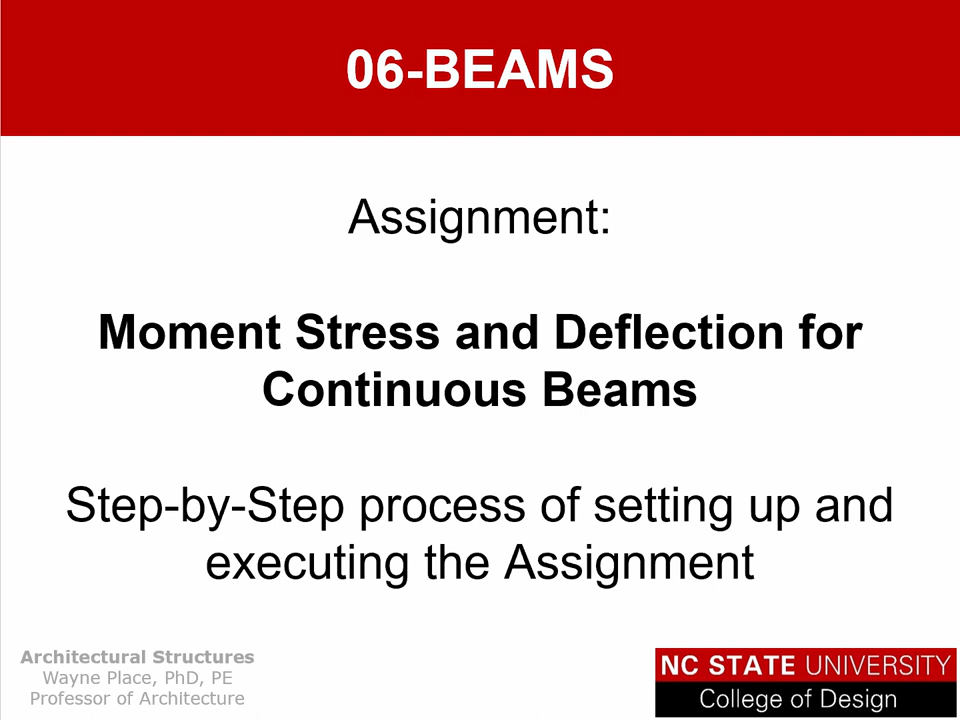 06-BEAMS
Assignment:
Moment Stress and Deflection for
Continuous Beams
Step-by-Step process of setting up and
executing the Assignment
Architectural Structures
Wayne Place, PhD, PE
Professor of Architecture
NC STATE UNIVERSITY
College of Design